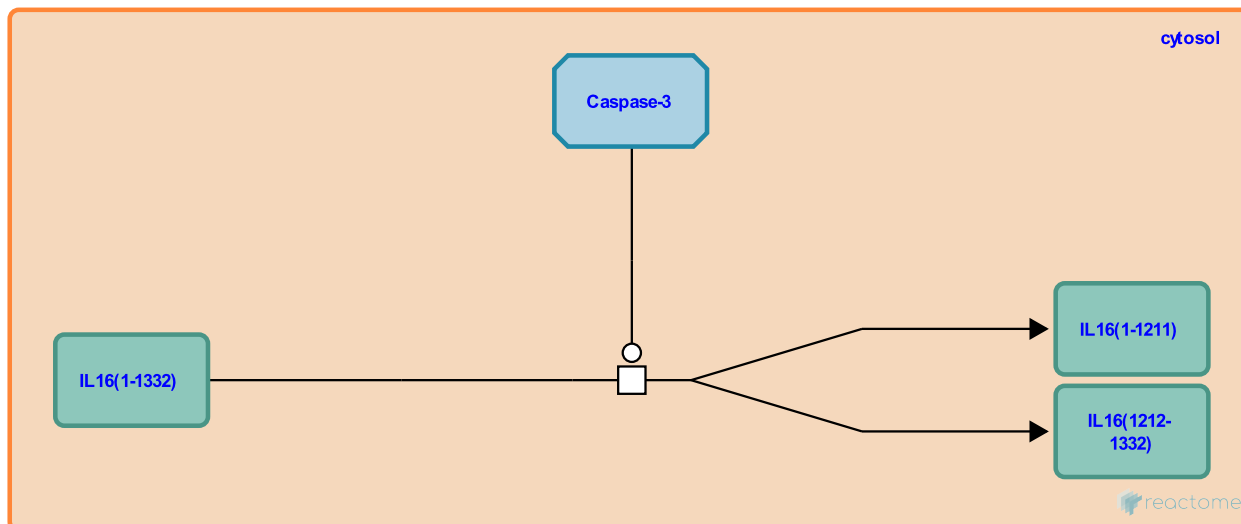 cytosol
Caspase-3
IL16(1-1332)
IL16(1-1211)
IL16(1212-
1332)
reactome